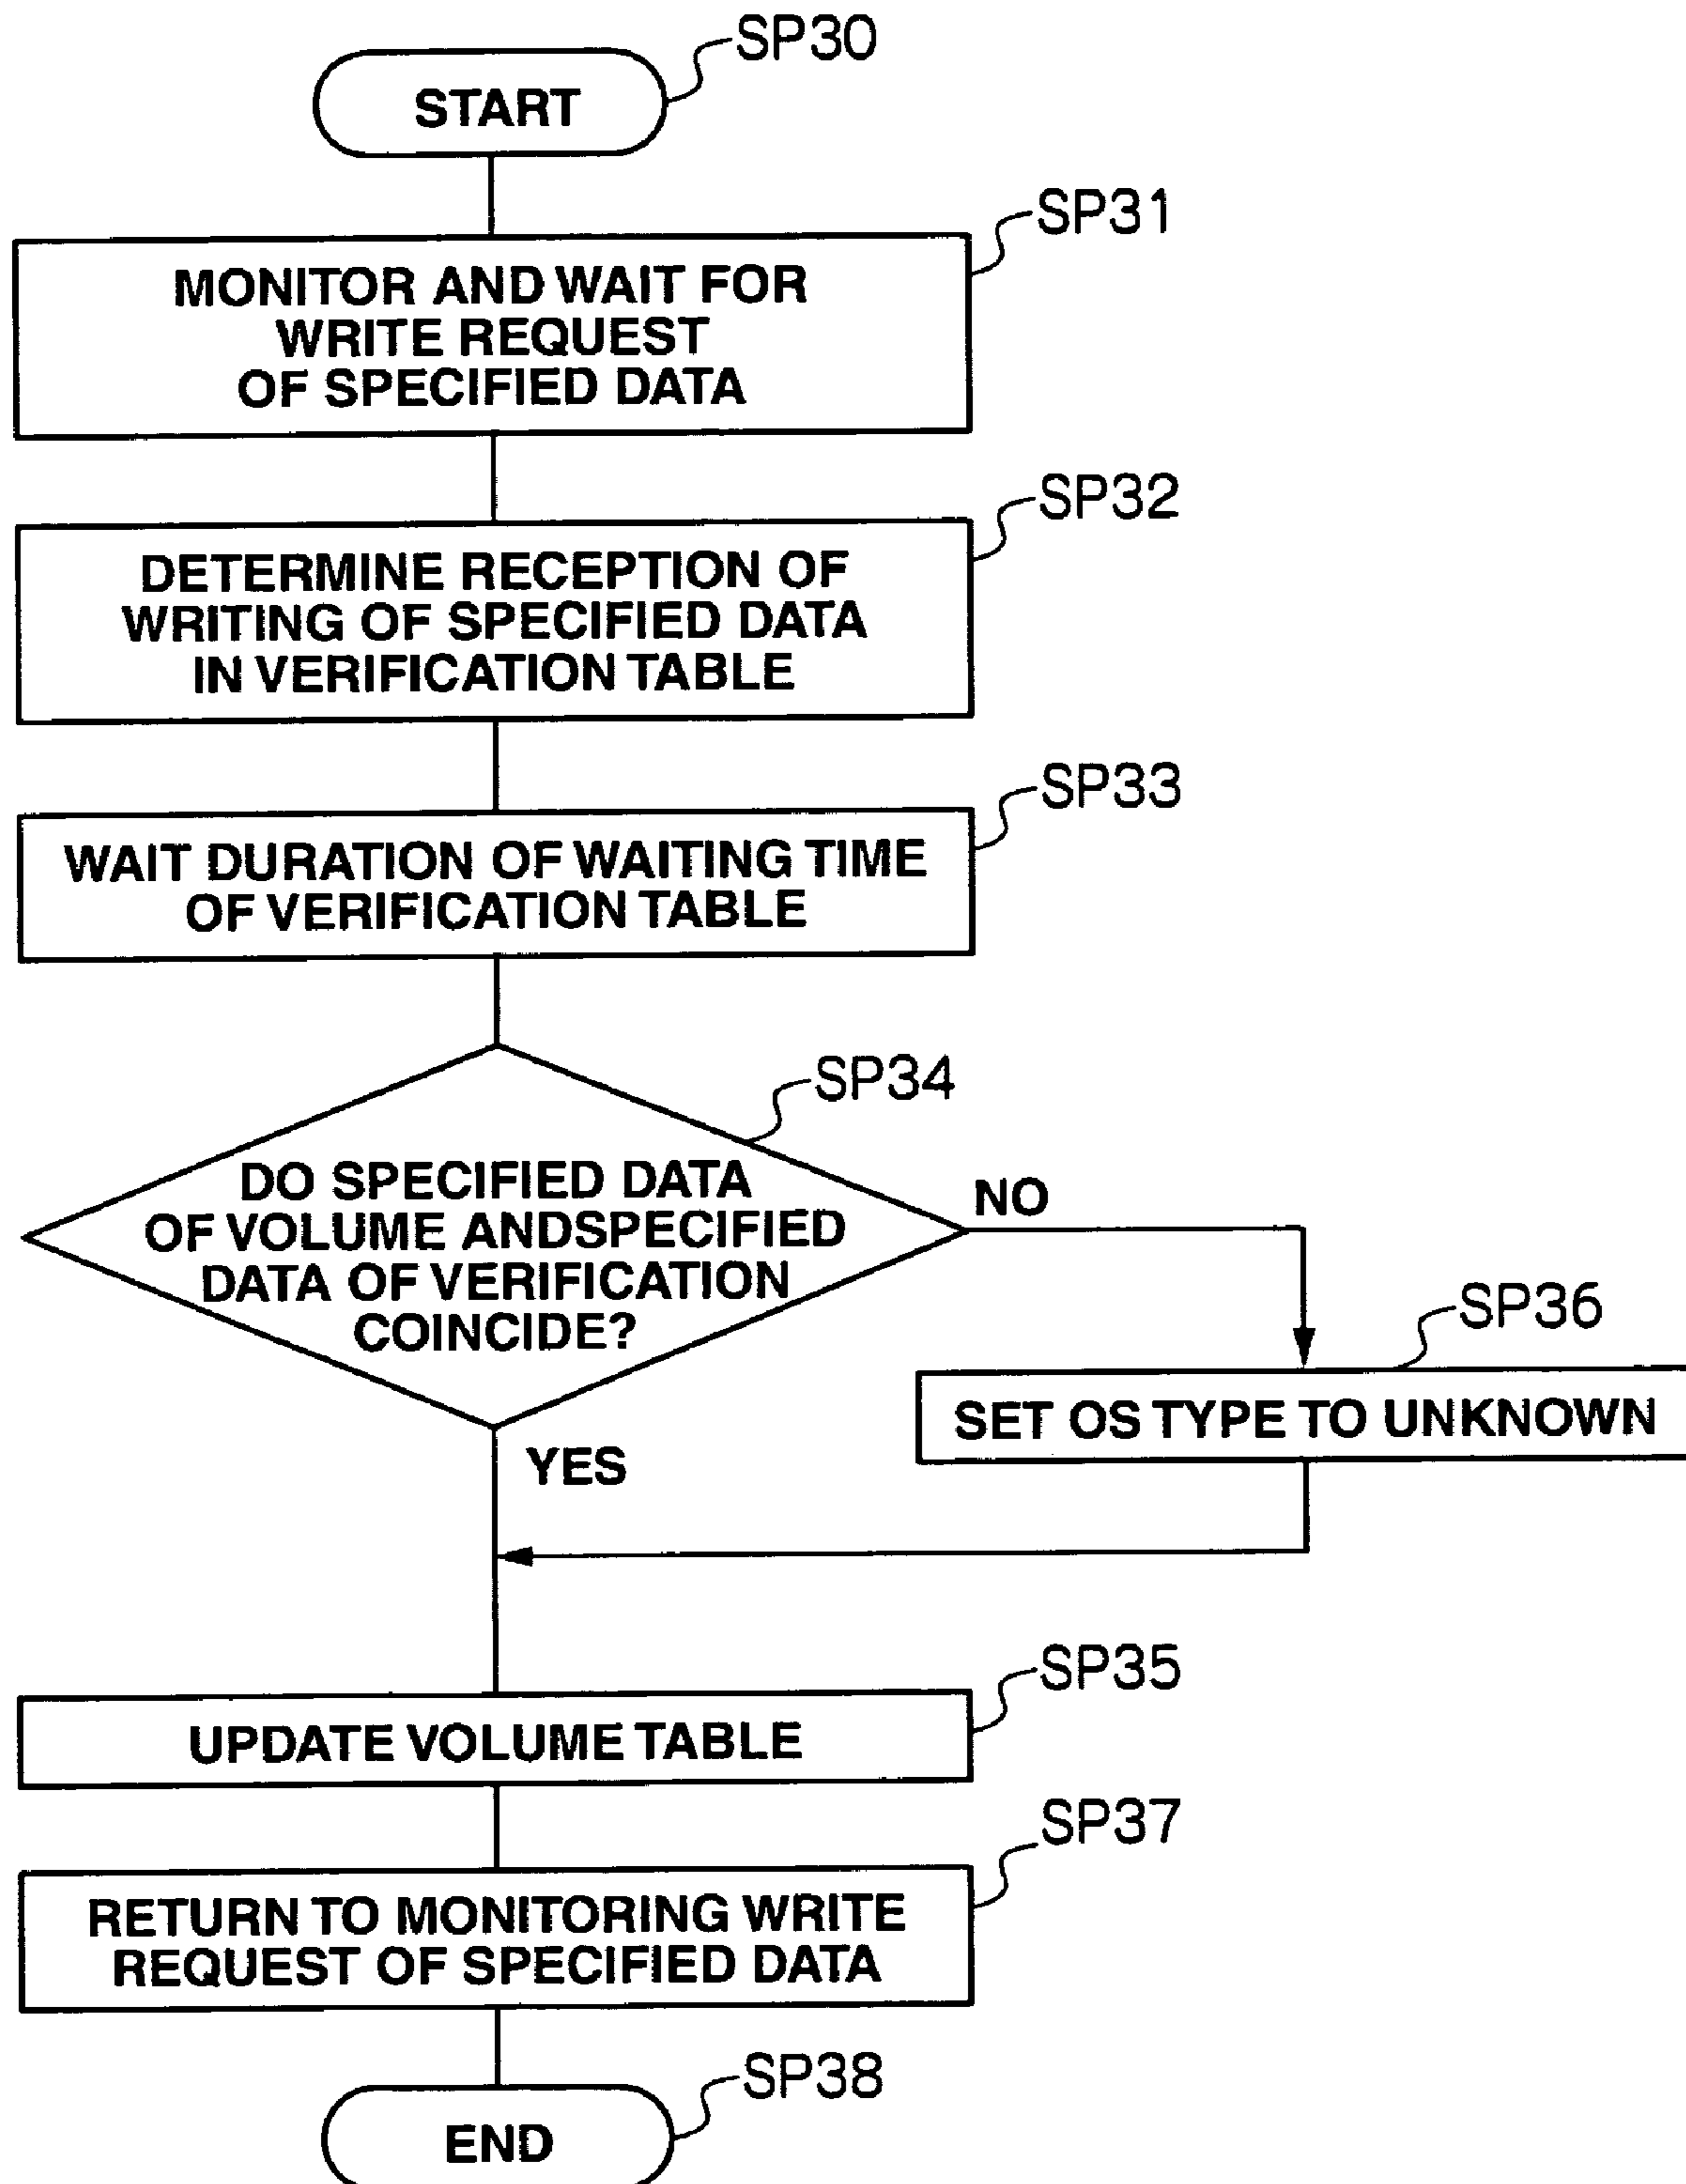 SP30
START
SP31
MONITOR AND WAIT FOR
WRITE REQUEST
OF SPECIFIED DATA
SP32
DETERMINE RECEPTION OF
WRITING OF SPECIFIED DATA
IN VERIFICATION TABLE
SP33
WAIT DURATION OF WAITING TIME
OF VERIFICATION TABLE
SP34
DO SPECIFIED DATA
OF VOLUME ANDSPECIFIED
DATA OF VERIFICATION
COINCIDE?
NO
SP36
SET OS TYPE TO UNKNOWN
YES
SP35
UPDATE VOLUME TABLE
SP37
RETURN TO MONITORING WRITE
REQUEST OF SPECIFIED DATA
SP38
END